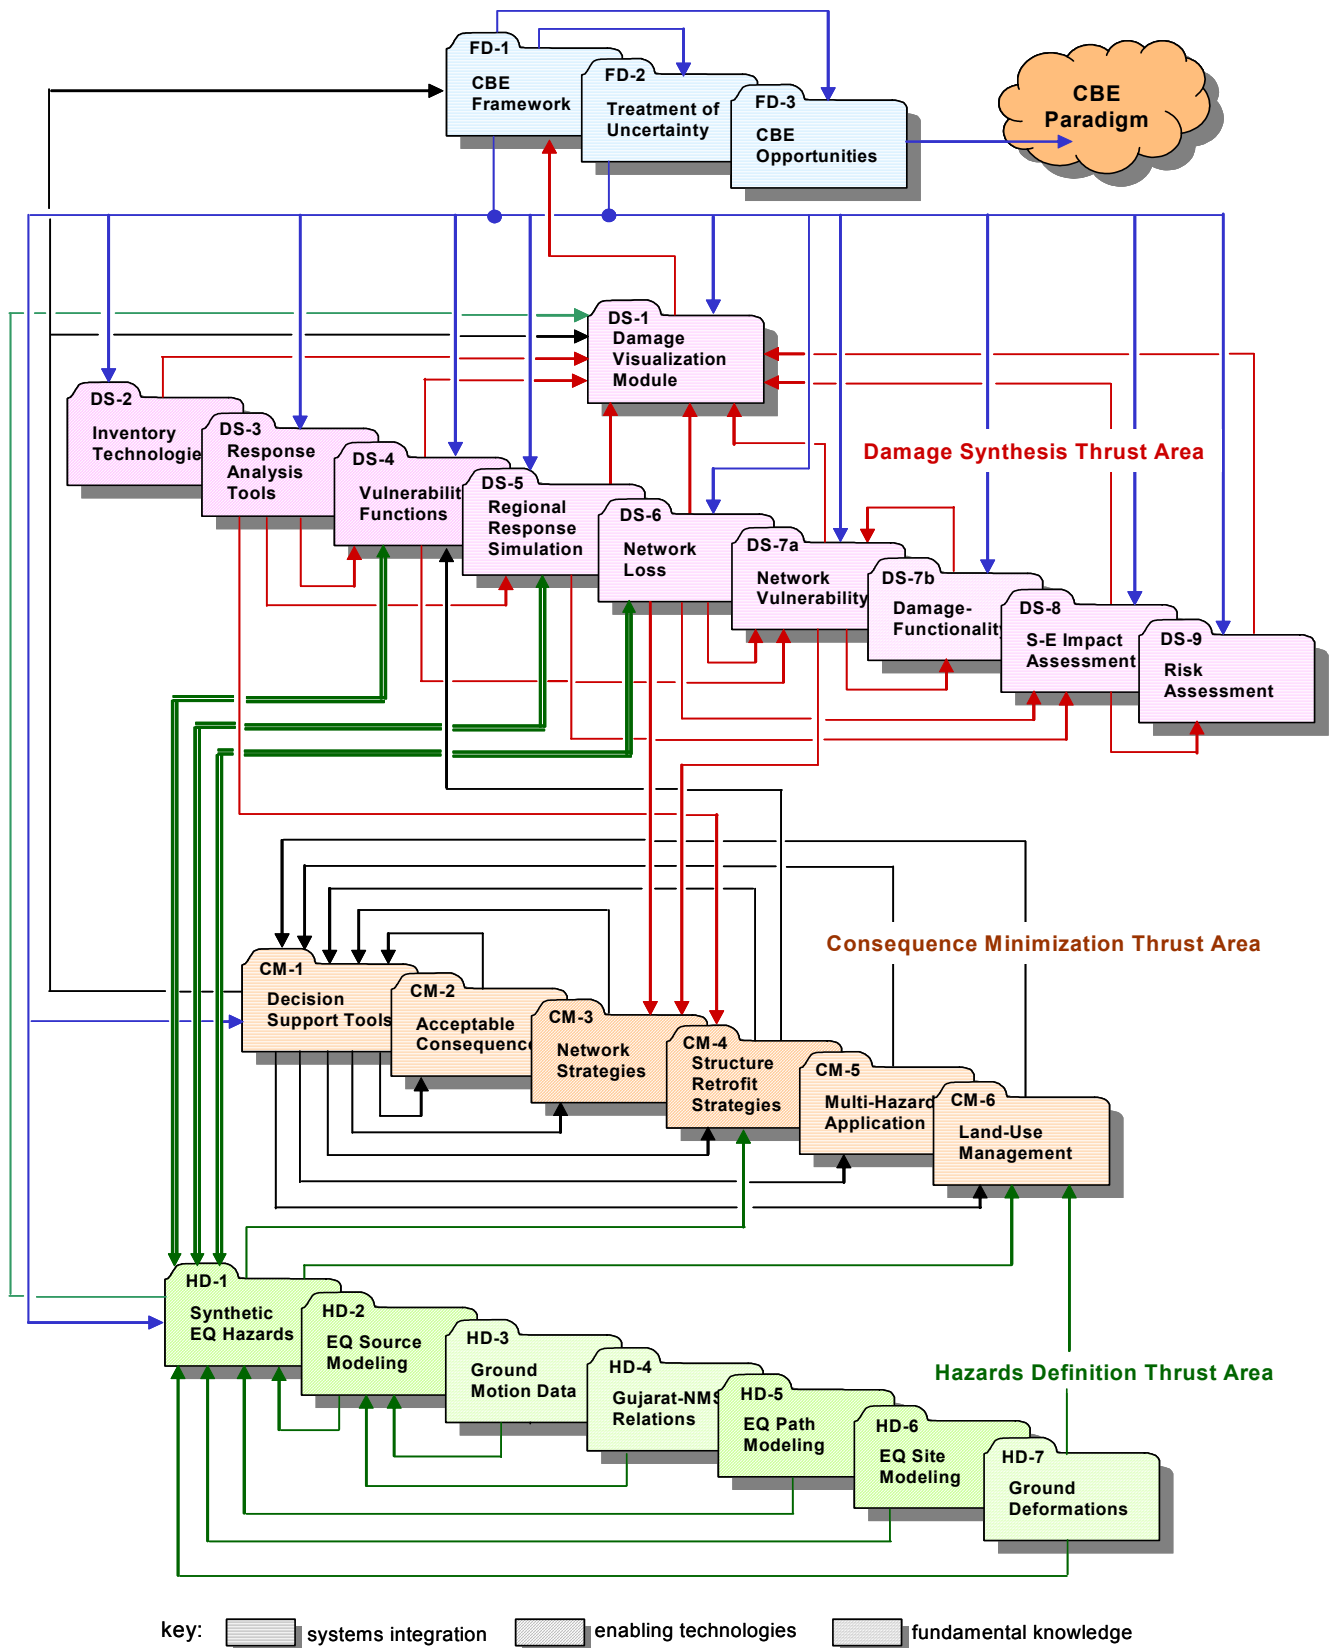 FD-1
CBE
Framework
FD-2
Treatment of
Uncertainty
FD-3
CBE
Opportunities
CBE
Paradigm
DS-1
Damage
Visualization
Module
DS-2
Inventory
Technologie
DS-3
Response
Analysis
Tools
DS-4
Vulnerabilit
Functions
DS-5
Regional
Response
Simulation
DS-6
Network
Loss
DS-7a
Network
Vulnerability
DS-7b
Damage-
Functionality
DS-8
S-E Impact
Assessment
DS-9
Risk
Assessment
Damage Synthesis Thrust Area
Consequence Minimization Thrust Area
CM-1
Decision
Support Tools
CM-2
Acceptable
Consequenc
CM-3
Network
Strategies
CM-4
Structure
Retrofit
Strategies
CM-5
Multi-Hazard
Application
CM-6
Land-Use
Management
HD-1
Synthetic
EQ Hazards
HD-2
EQ Source
Modeling
HD-3
Ground
Motion Data
HD-4
Gujarat-NMS
Relations
HD-5
EQ Path
Modeling
HD-6
EQ Site
Modeling
HD-7
Ground
Deformations
Hazards Definition Thrust Area
key: systems integration enabling technologies fundamental knowledge